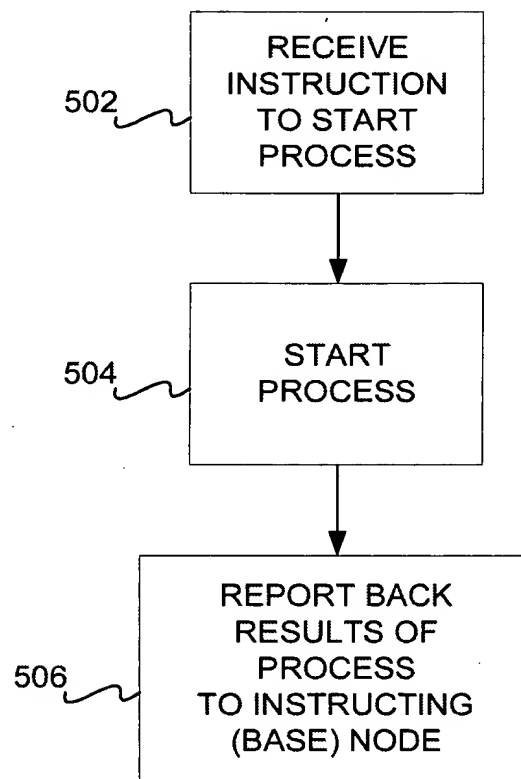 RECEIVE
INSTRUCTION
TO START
PROCESS
502
START
PROCESS
504
REPORT BACK
RESULTS OF
PROCESS
TO INSTRUCTING
(BASE) NODE
506